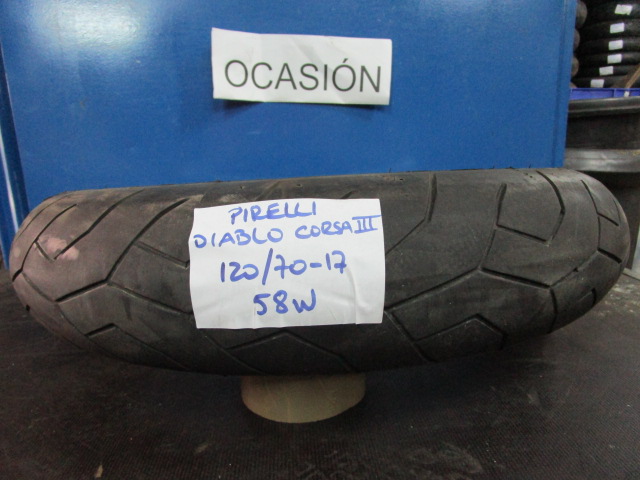 OCASIÓN
PIRELLI
DIABLO CORSA III
120/70-17
58W